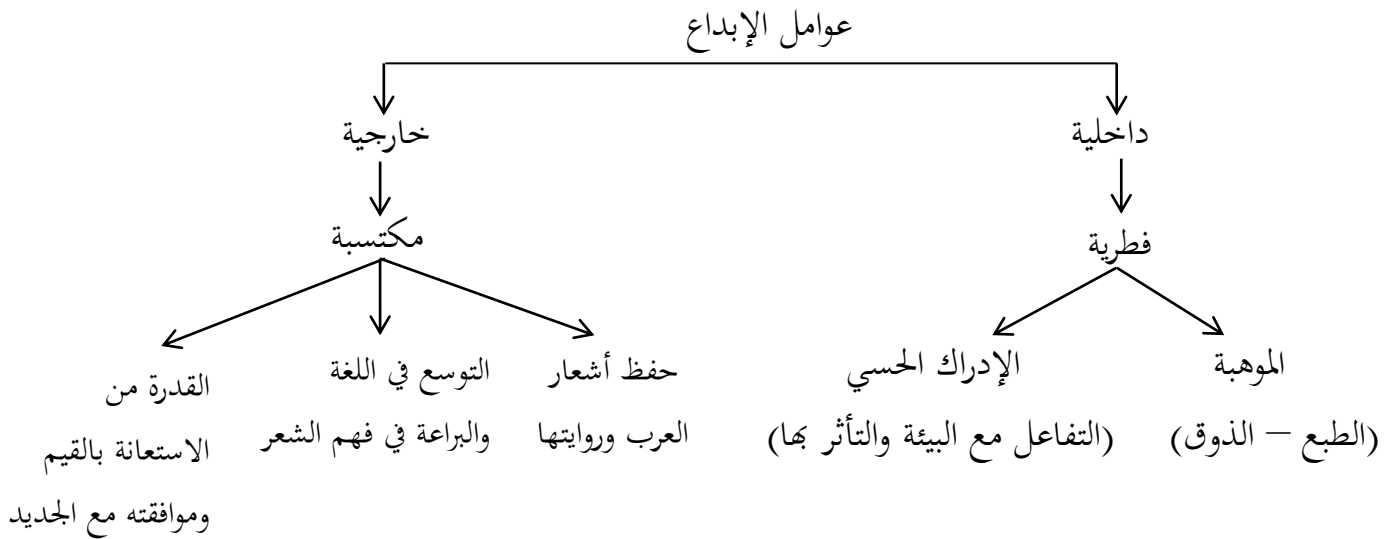 عوامل الإبداع
داخلية
خارجية
فطرية
مكتسبة
الموهبة
(الطبع – الذوق)
الإدراك الحسي
(التفاعل مع البيئة والتأثر بها)
حفظ أشعار
العرب وروايتها
التوسع في اللغة
والبراعة في فهم الشعر
القدرة من
الاستعانة بالقيم
وموافقته مع الجديد